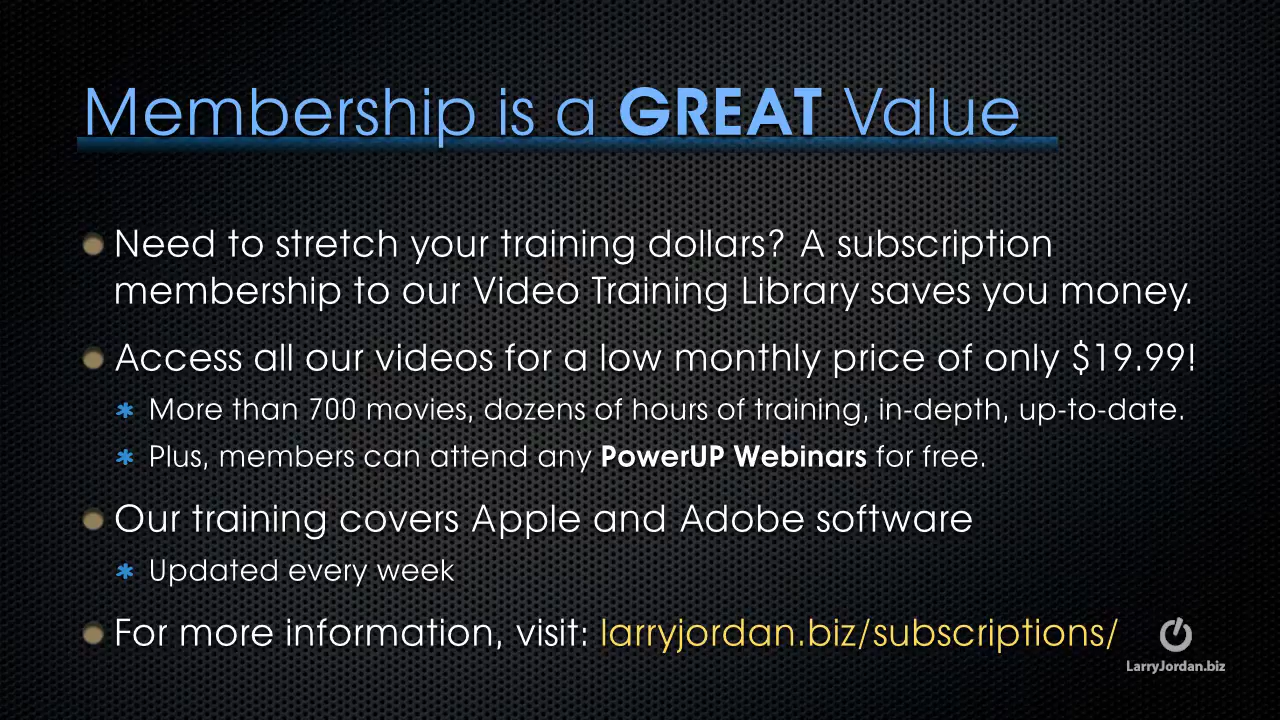 Membership is a GREAT Value
Need to stretch your training dollars? A subscription
membership to our Video Training Library saves you money.
Access all our videos for a low monthly price of only $19.99!
More than 700 movies, dozens of hours of training, in-depth, up-to-date.
Plus, members can attend any PowerUP Webinars for free.
Our training covers Apple and Adobe software
Updated every week
For more information, visit: larryjordan.biz/subscriptions/
LarryJordan.biz